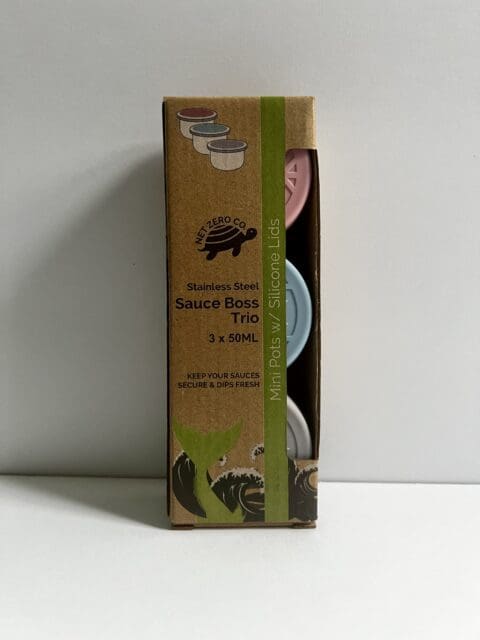 NET ZERO CO.
Stainless Steel
Sauce Boss
Trio
3 x 50ML
KEEP YOUR SAUCES
SECURE & DIPS FRESH
Mini Pots w/ Silicone Lids